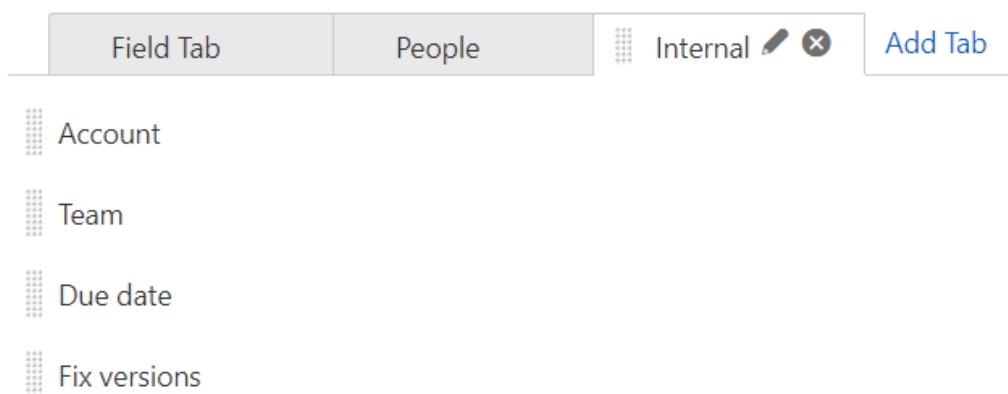 Field Tab People Internal Add Tab
Account
Team
Due date
Fix versions